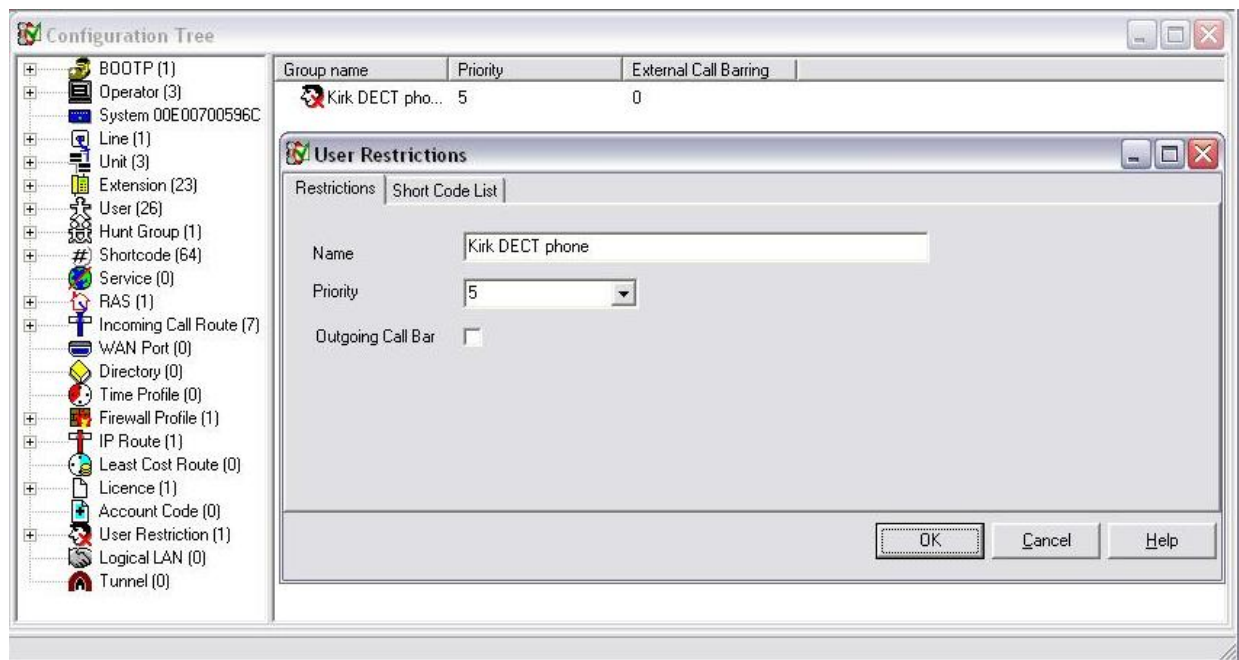 Configuration Tree
BOOTP (1)
Operator (3)
System 00E00700596C
Line (1)
Unit (3)
Extension (23)
User (26)
Hunt Group (1)
Shortcode (64)
Service (0)
RAS (1)
Incoming Call Route (7)
WAN Port (0)
Directory (0)
Time Profile (0)
Firewall Profile (1)
IP Route (1)
Least Cost Route (0)
Licence (1)
Account Code (0)
User Restriction (1)
Logical LAN (0)
Tunnel (0)
Group name Priority External Call Barring
Kirk DECT pho... 5 0
User Restrictions
Restrictions Short Code List
Name Kirk DECT phone
Priority 5
Outgoing Call Bar
OK Cancel Help